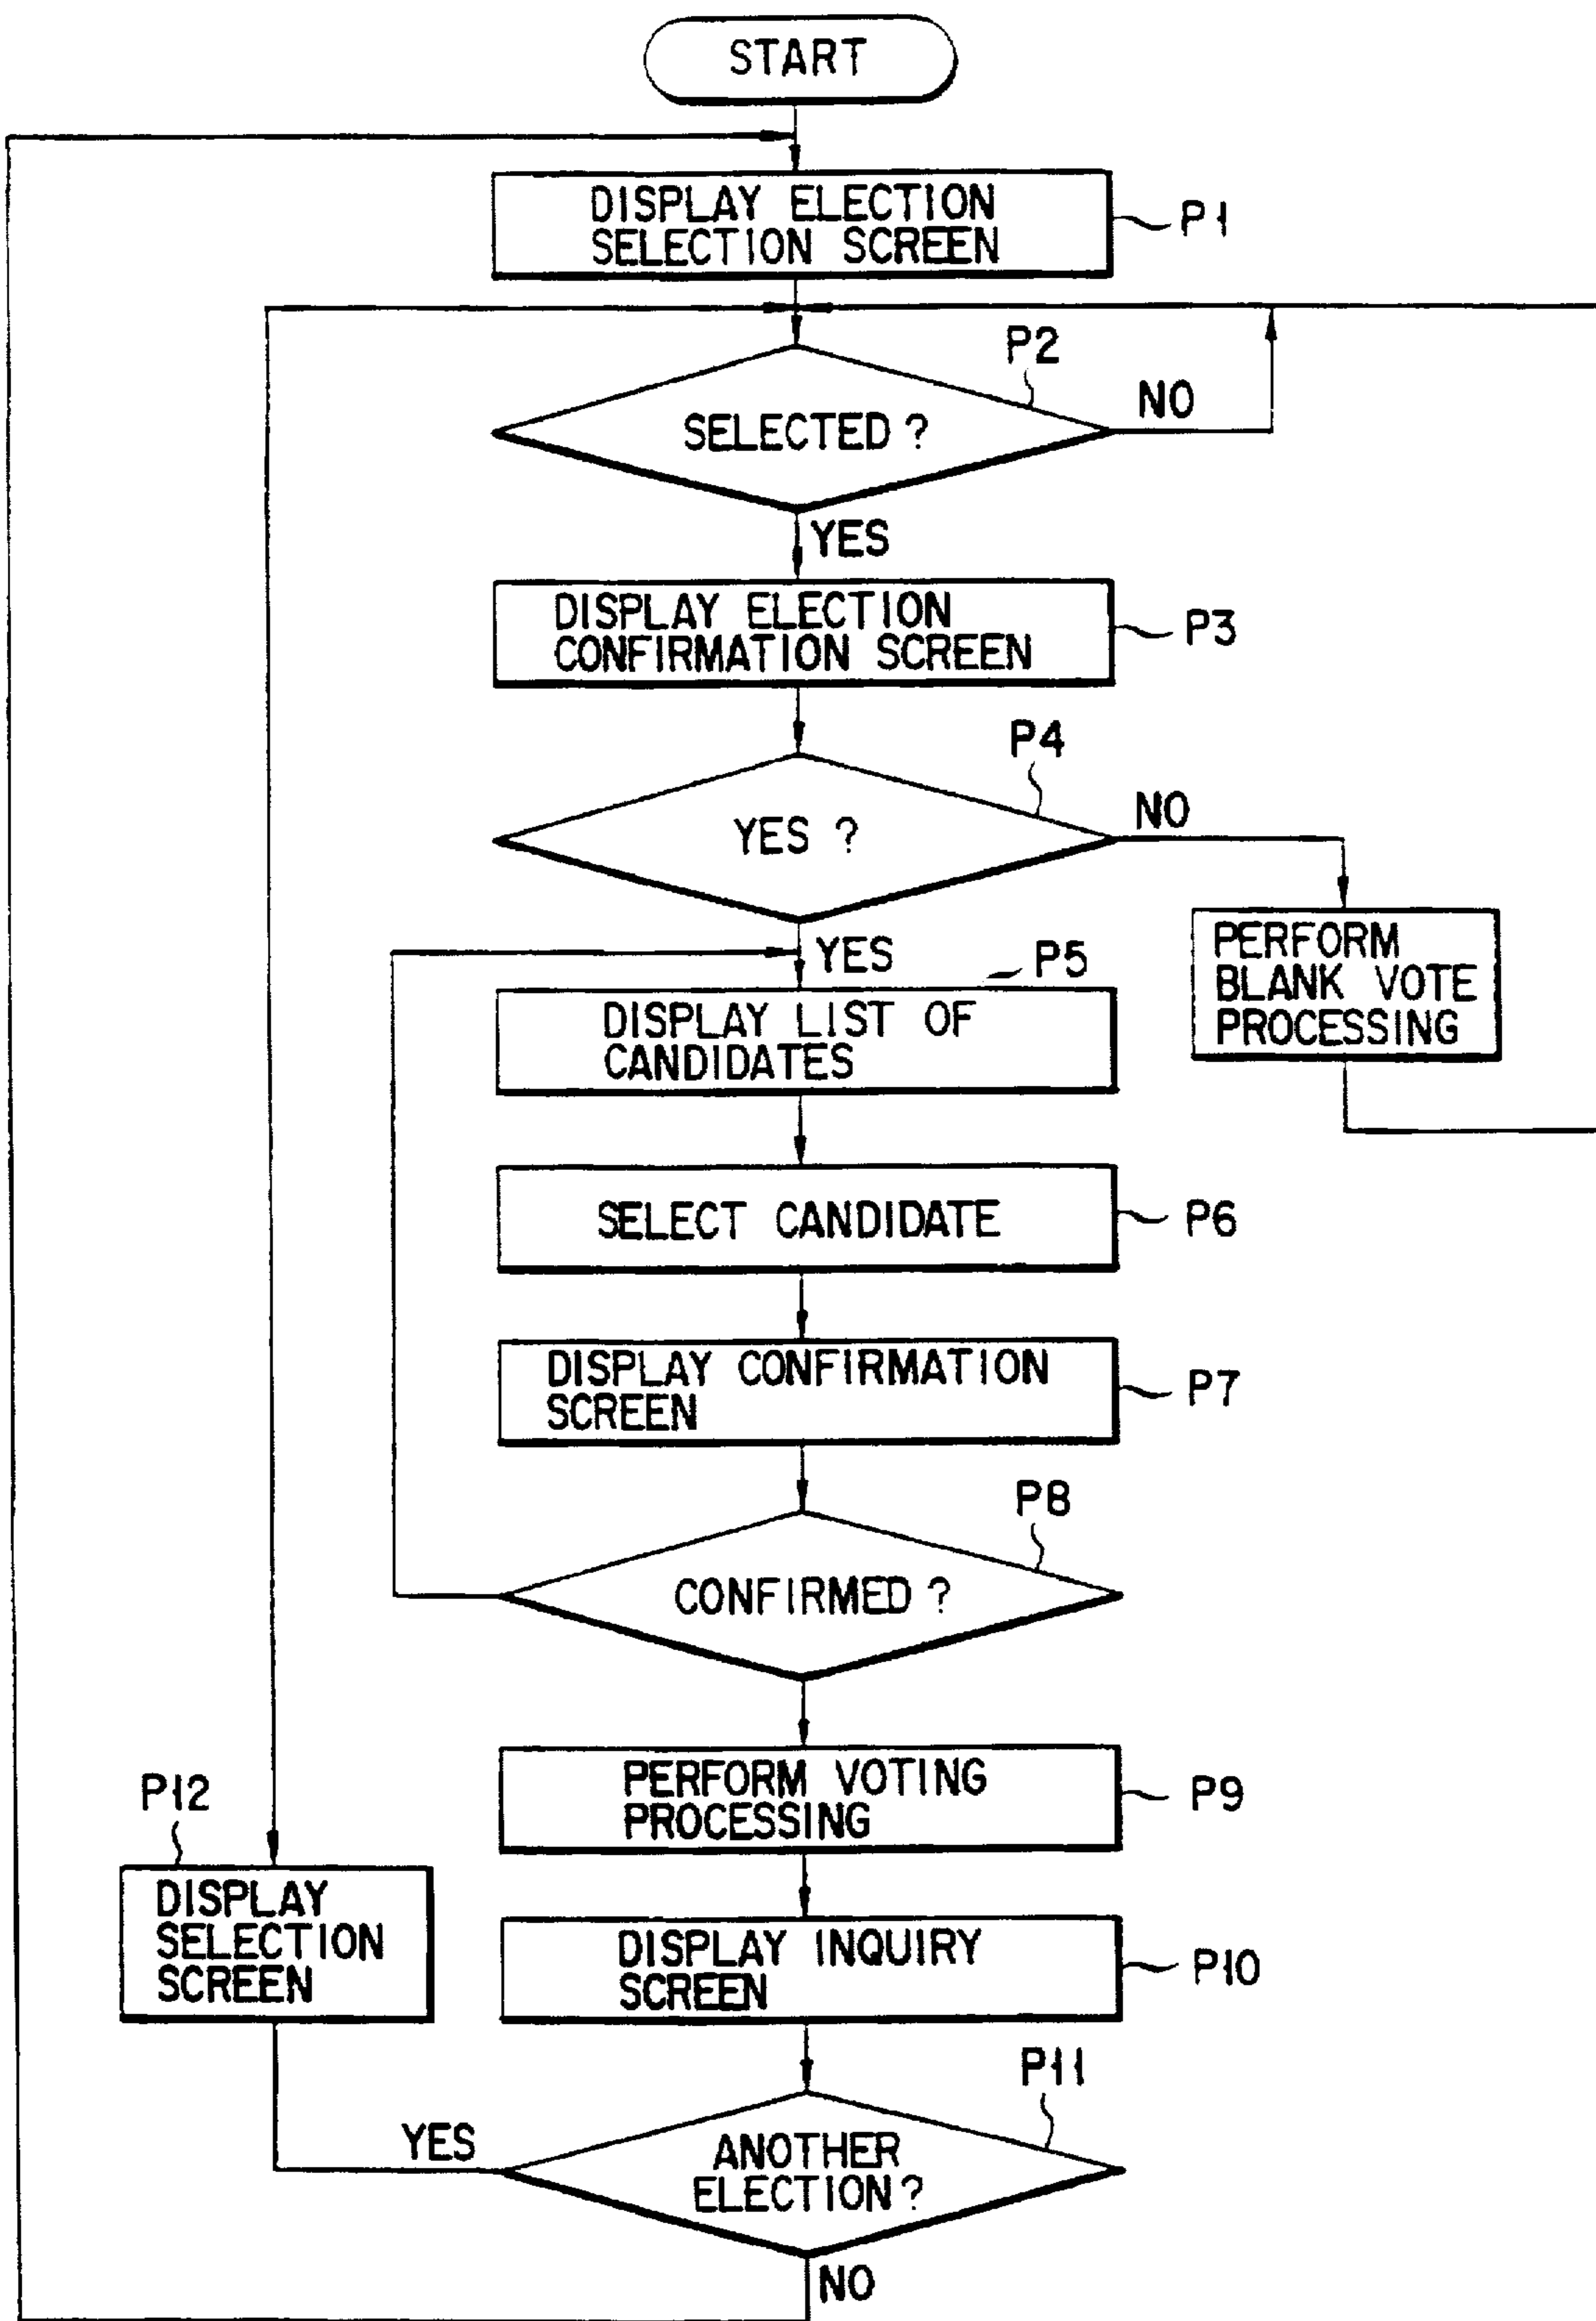 START
DISPLAY ELECTION
SELECTION SCREEN
P1
P2
SELECTED ?
NO
YES
DISPLAY ELECTION
CONFIRMATION SCREEN
P3
P4
YES ?
NO
YES
P5
DISPLAY LIST OF
CANDIDATES
PERFORM
BLANK VOTE
PROCESSING
SELECT CANDIDATE
P6
DISPLAY CONFIRMATION
SCREEN
P7
P8
CONFIRMED ?
PERFORM VOTING
PROCESSING
P9
P12
DISPLAY
SELECTION
SCREEN
DISPLAY INQUIRY
SCREEN
P10
P11
YES
ANOTHER
ELECTION ?
NO